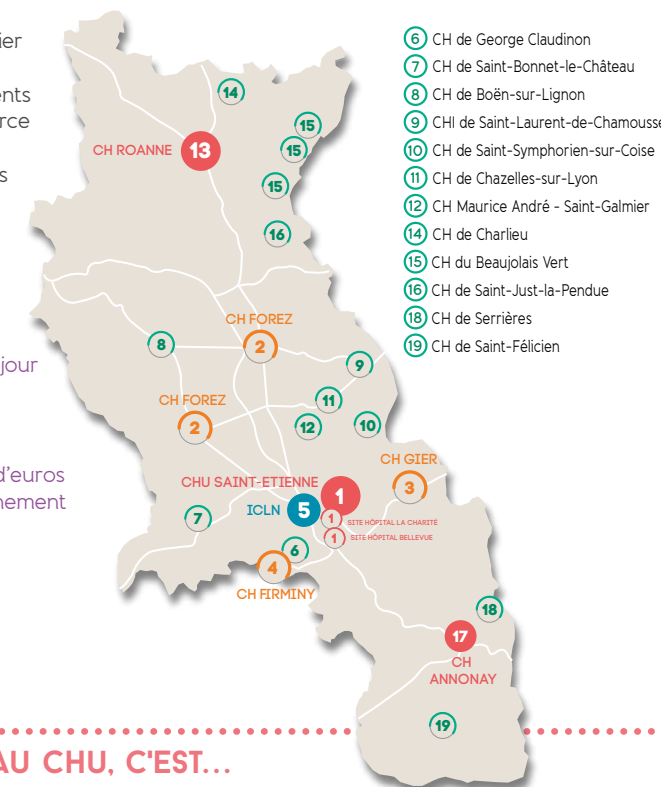 ier
ents
rce
s
jour
d'euros
nement
6 CH de George Claudinon
7 CH de Saint-Bonnet-le-Château
8 CH de Boën-sur-Lignon
9 CHI de Saint-Laurent-de-Chamousse
10 CH de Saint-Symphorien-sur-Coise
11 CH de Chazelles-sur-Lyon
12 CH Maurice André - Saint-Galmier
14 CH de Charlieu
15 CH du Beaujolais Vert
16 CH de Saint-Just-la-Pendue
18 CH de Serrières
19 CH de Saint-Félicien
14
15
CH ROANNE 13
15
15
16
CH FOREZ
2
8
9
CH FOREZ
11
2
12
10
CH GIER
3
CHU SAINT-ETIENNE 1
ICLN 5
1 SITE HÔPITAL LA CHARITÉ
1 SITE HÔPITAL BELLEVUE
7
6
4
CH FIRMINY
18
17
CH
ANNONAY
19
AU CHU, C'EST...